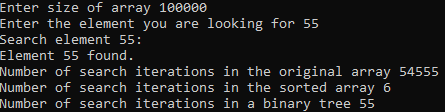 Enter size of array 100000
Enter the element you are looking for 55
Search element 55:
Element 55 found.
Number of search iterations in the original array 54555
Number of search iterations in the sorted array 6
Number of search iterations in a binary tree 55